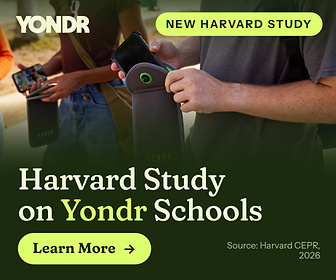 YONDR
NEW HARVARD STUDY
Harvard Study
on Yondr Schools
Learn More →
Source: Harvard CEPR,
2026